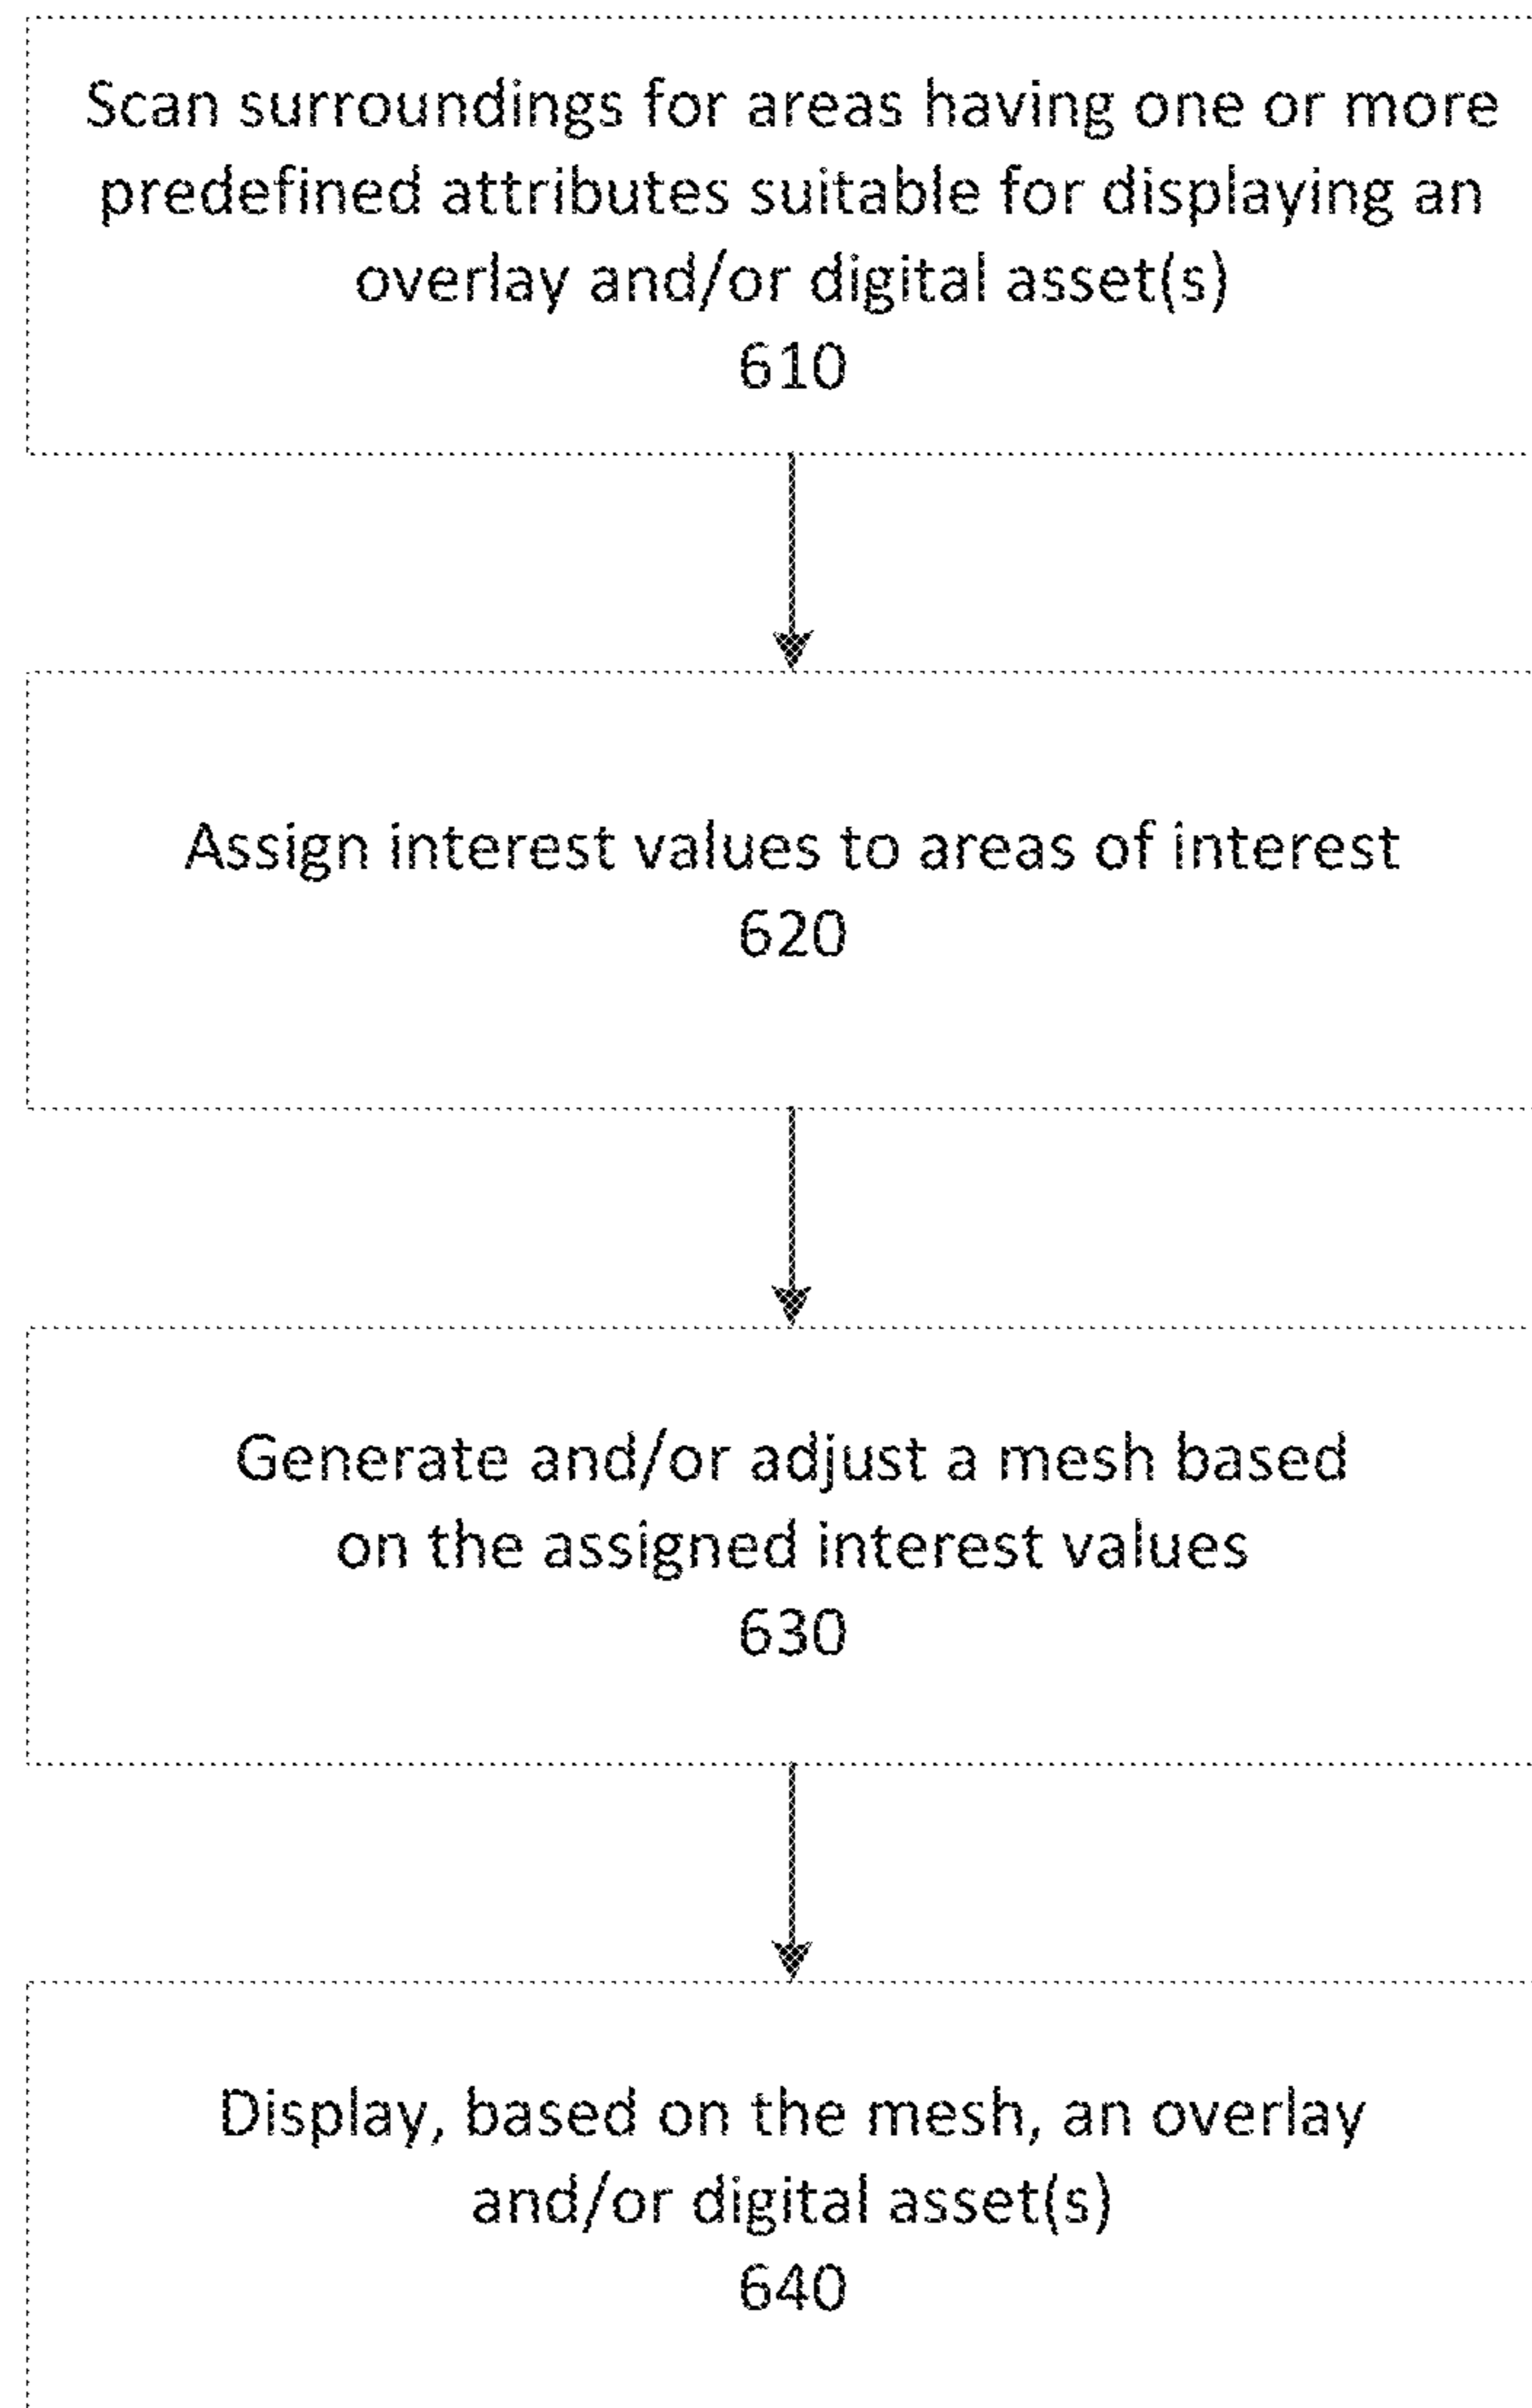 Scan surroundings for areas having one or more
predefined attributes suitable for displaying an
overlay and/or digital asset(s)
610
Assign interest values to areas of interest
620
Generate and/or adjust a mesh based
on the assigned interest values
630
Display, based on the mesh, an overlay
and/or digital asset(s)
640